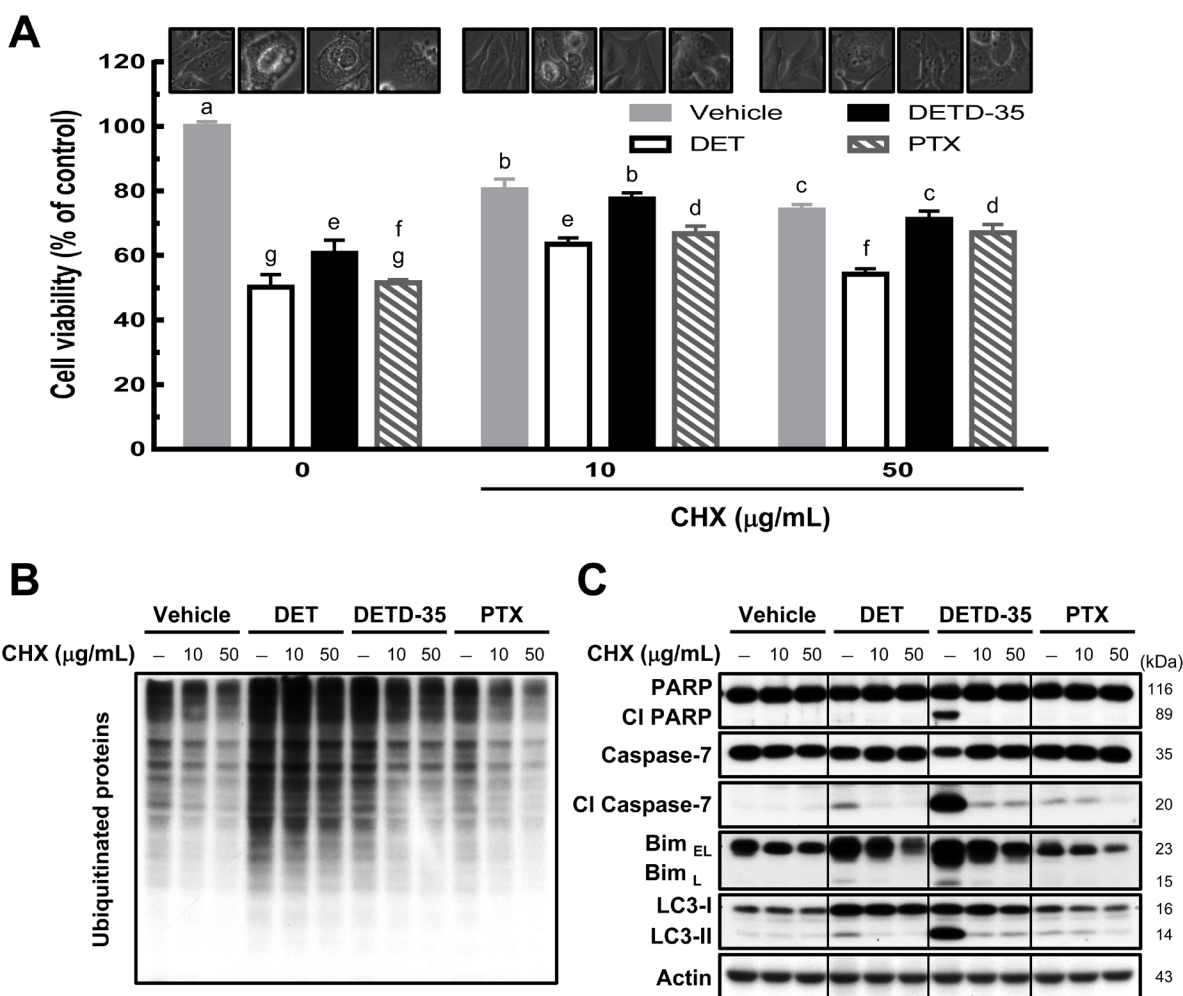 A
120
100
80
60
40
20
0
Cell viability (% of control)
Vehicle
DETD-35
DET
PTX
a
g
e
f
g
b
e
b
d
c
f
c
d
0
10
50
CHX (μg/mL)
B
Vehicle DET DETD-35 PTX
CHX (μg/mL) – 10 50 – 10 50 – 10 50 – 10 50
Ubiquitinated proteins
C
Vehicle DET DETD-35 PTX
CHX (μg/mL) – 10 50 – 10 50 – 10 50 – 10 50 (kDa)
PARP 116
Cl PARP 89
Caspase-7 35
Cl Caspase-7 20
Bim EL 23
Bim L 15
LC3-I 16
LC3-II 14
Actin 43